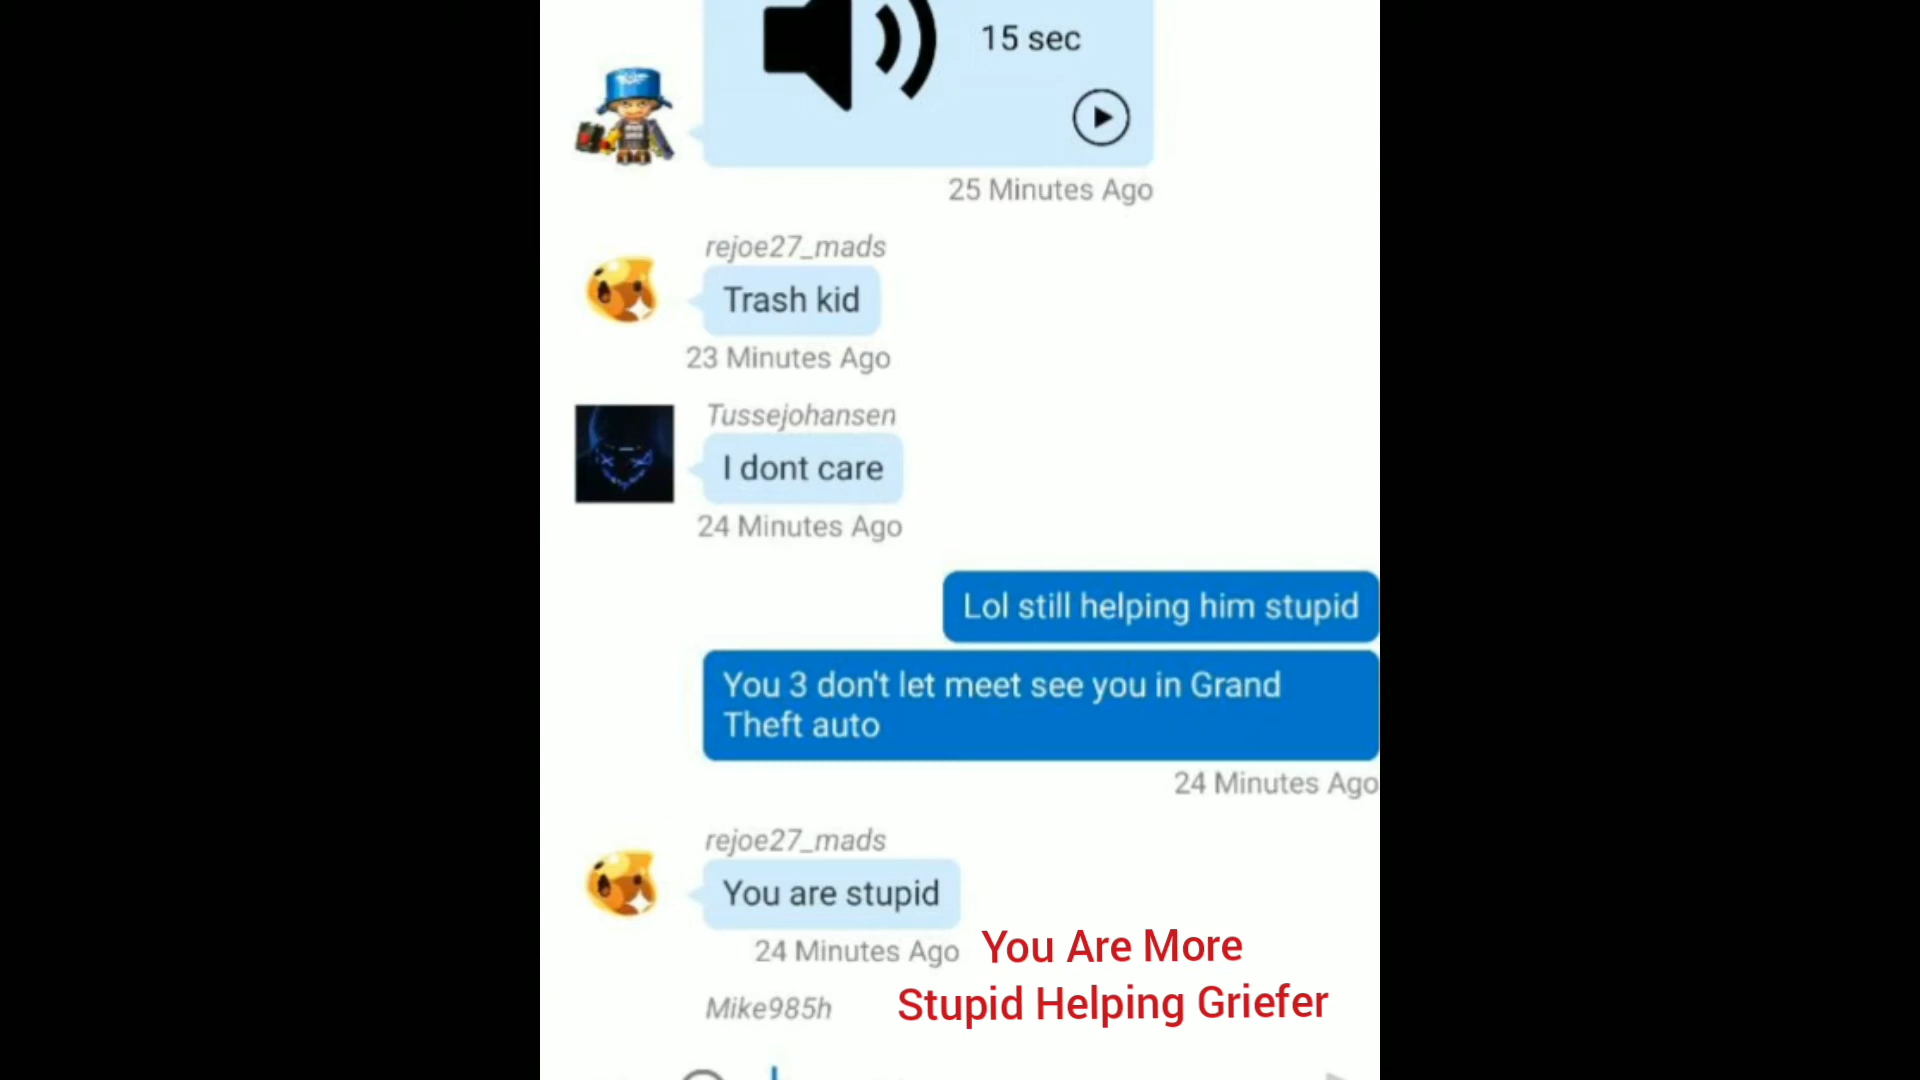 15 sec
25 Minutes Ago
rejoe27_mads
Trash kid
23 Minutes Ago
Tussejohansen
I dont care
24 Minutes Ago
Lol still helping him stupid
You 3 don't let meet see you in Grand
Theft auto
24 Minutes Ago
rejoe27_mads
You are stupid
24 Minutes Ago
You Are More
Stupid Helping Griefer
Mike985h